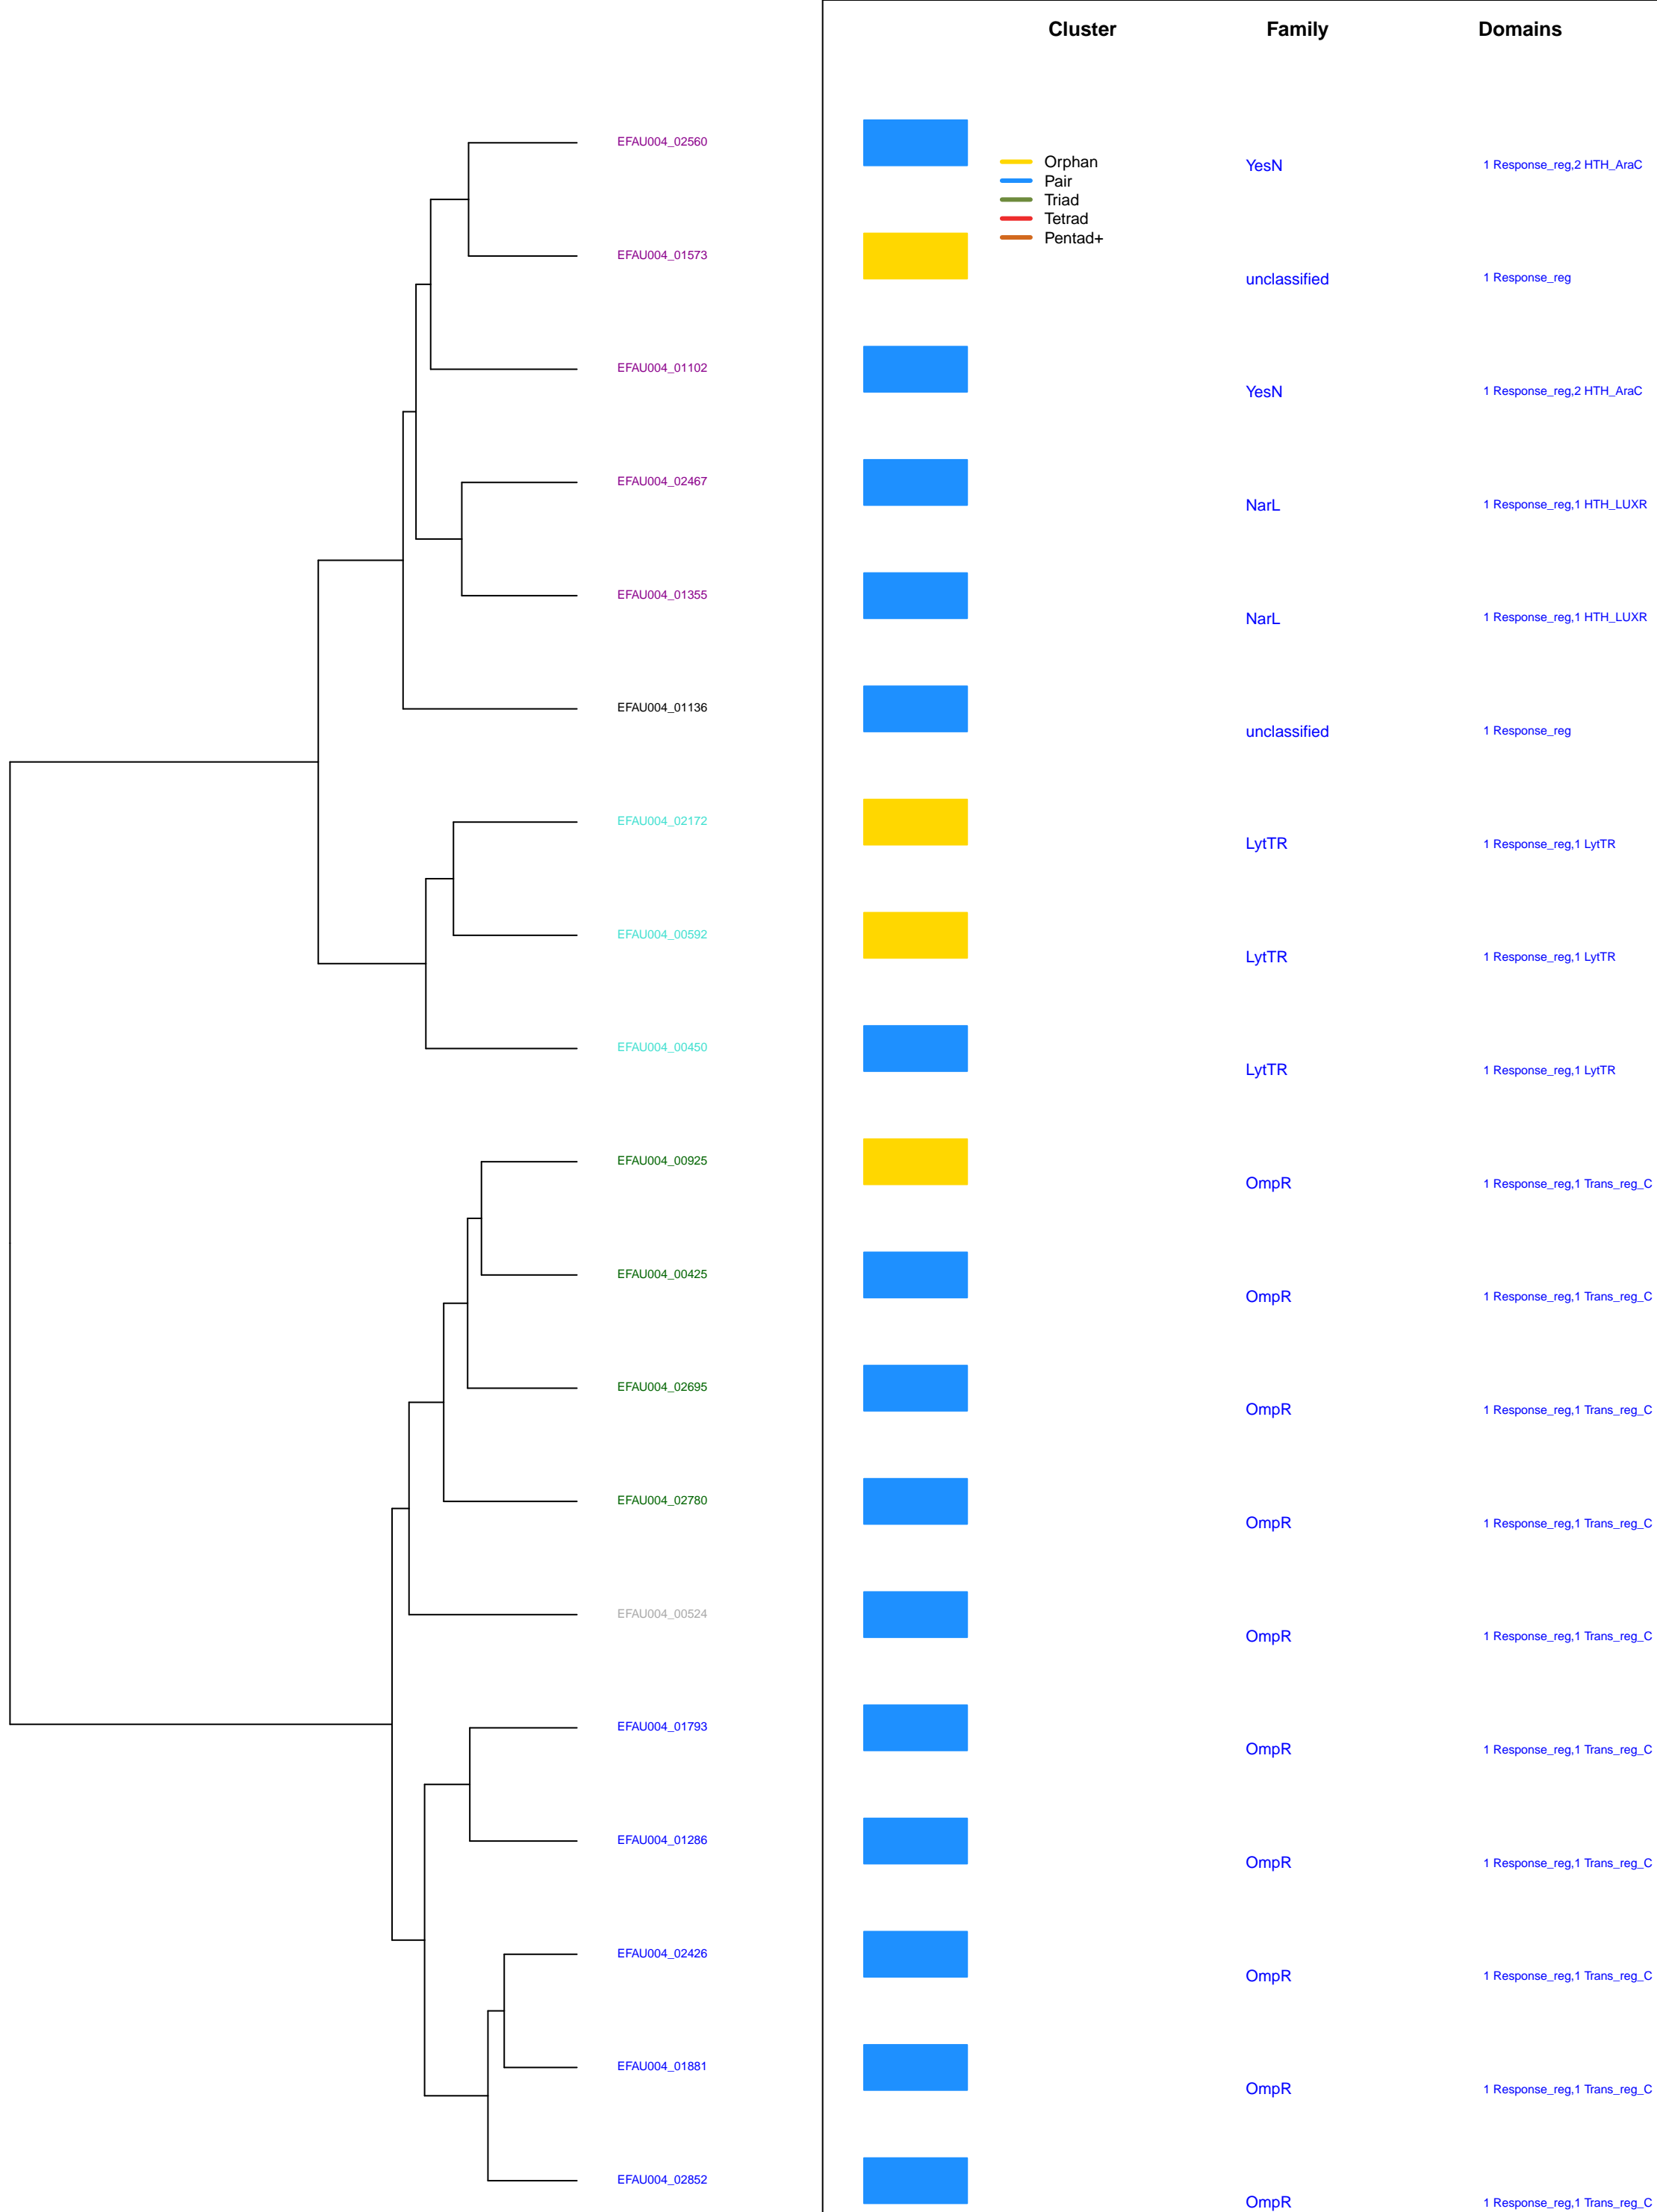 Cluster Family Domains
EFAU004_02560
Orphan
YesN 1 Response_reg,2 HTH_AraC
Pair
Triad
Tetrad
Pentad+
EFAU004_01573
unclassified 1 Response_reg
EFAU004_01102
YesN 1 Response_reg,2 HTH_AraC
EFAU004_02467
NarL 1 Response_reg,1 HTH_LUXR
EFAU004_01355
NarL 1 Response_reg,1 HTH_LUXR
EFAU004_01136
unclassified 1 Response_reg
EFAU004_02172
LytTR 1 Response_reg,1 LytTR
EFAU004_00592
LytTR 1 Response_reg,1 LytTR
EFAU004_00450
LytTR 1 Response_reg,1 LytTR
EFAU004_00925
OmpR 1 Response_reg,1 Trans_reg_C
EFAU004_00425
OmpR 1 Response_reg,1 Trans_reg_C
EFAU004_02695
OmpR 1 Response_reg,1 Trans_reg_C
EFAU004_02780
OmpR 1 Response_reg,1 Trans_reg_C
EFAU004_00524
OmpR 1 Response_reg,1 Trans_reg_C
EFAU004_01793
OmpR 1 Response_reg,1 Trans_reg_C
EFAU004_01286
OmpR 1 Response_reg,1 Trans_reg_C
EFAU004_02426
OmpR 1 Response_reg,1 Trans_reg_C
EFAU004_01881
OmpR 1 Response_reg,1 Trans_reg_C
EFAU004_02852
OmpR 1 Response_reg,1 Trans_reg_C